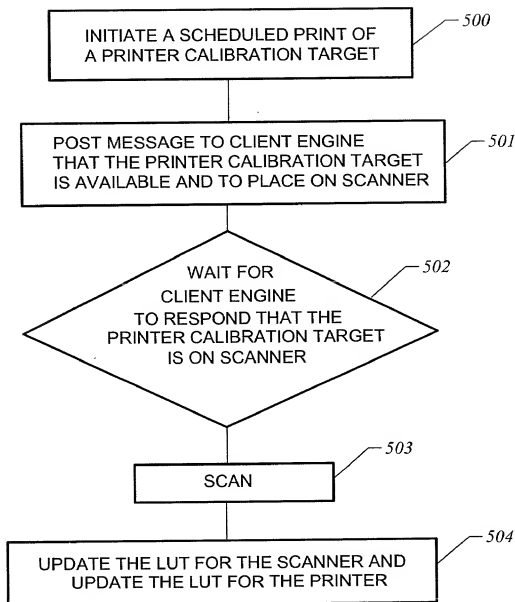 INITIATE A SCHEDULED PRINT OF
A PRINTER CALIBRATION TARGET
500
POST MESSAGE TO CLIENT ENGINE
THAT THE PRINTER CALIBRATION TARGET
IS AVAILABLE AND TO PLACE ON SCANNER
501
WAIT FOR
CLIENT ENGINE
TO RESPOND THAT THE
PRINTER CALIBRATION TARGET
IS ON SCANNER
502
SCAN
503
UPDATE THE LUT FOR THE SCANNER AND
UPDATE THE LUT FOR THE PRINTER
504